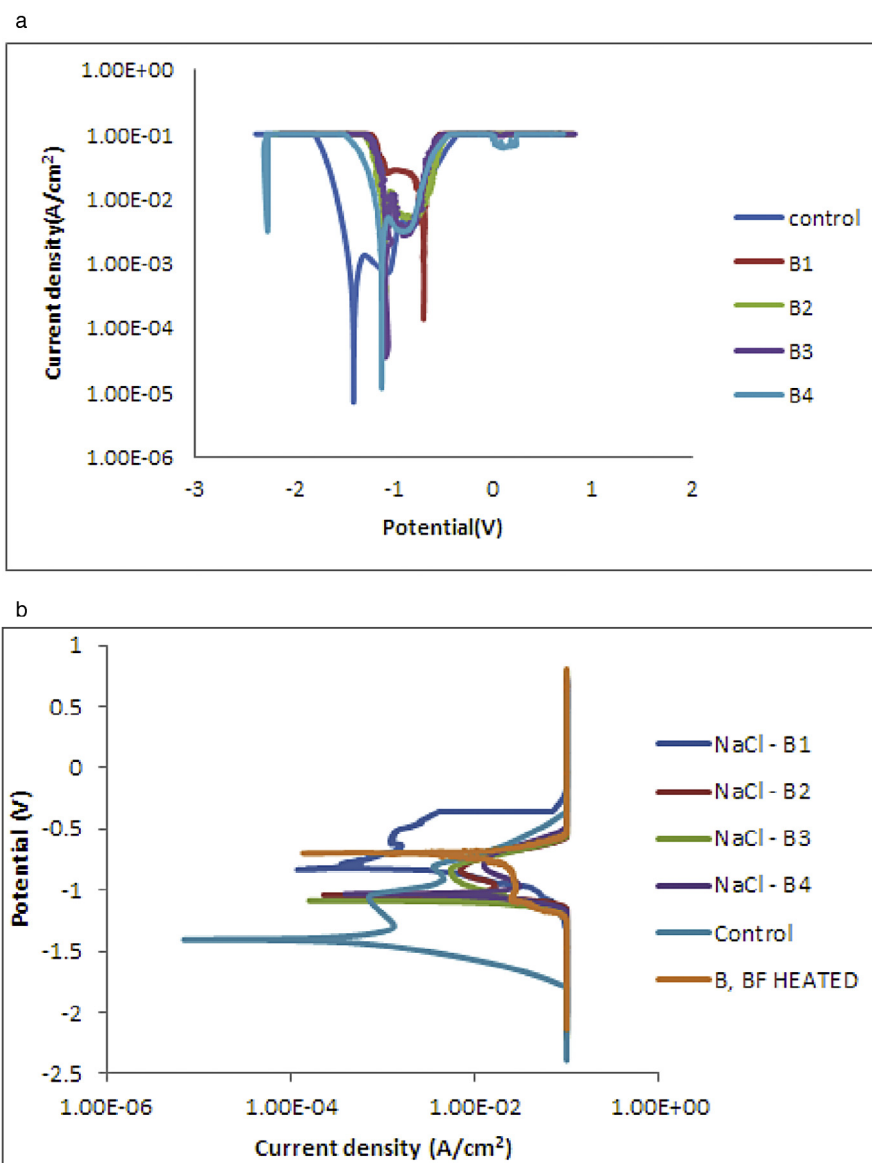 a
1.00E+00
1.00E-01
1.00E-02
1.00E-03
1.00E-04
1.00E-05
1.00E-06
Current density(A/cm²)
-3 -2 -1 0 1 2
Potential(V)
control
B1
B2
B3
B4
b
1
0.5
0
-0.5
-1
-1.5
-2
-2.5
Potential (V)
1.00E-06 1.00E-04 1.00E-02 1.00E+00
Current density (A/cm²)
NaCl - B1
NaCl - B2
NaCl - B3
NaCl - B4
Control
B, BF HEATED